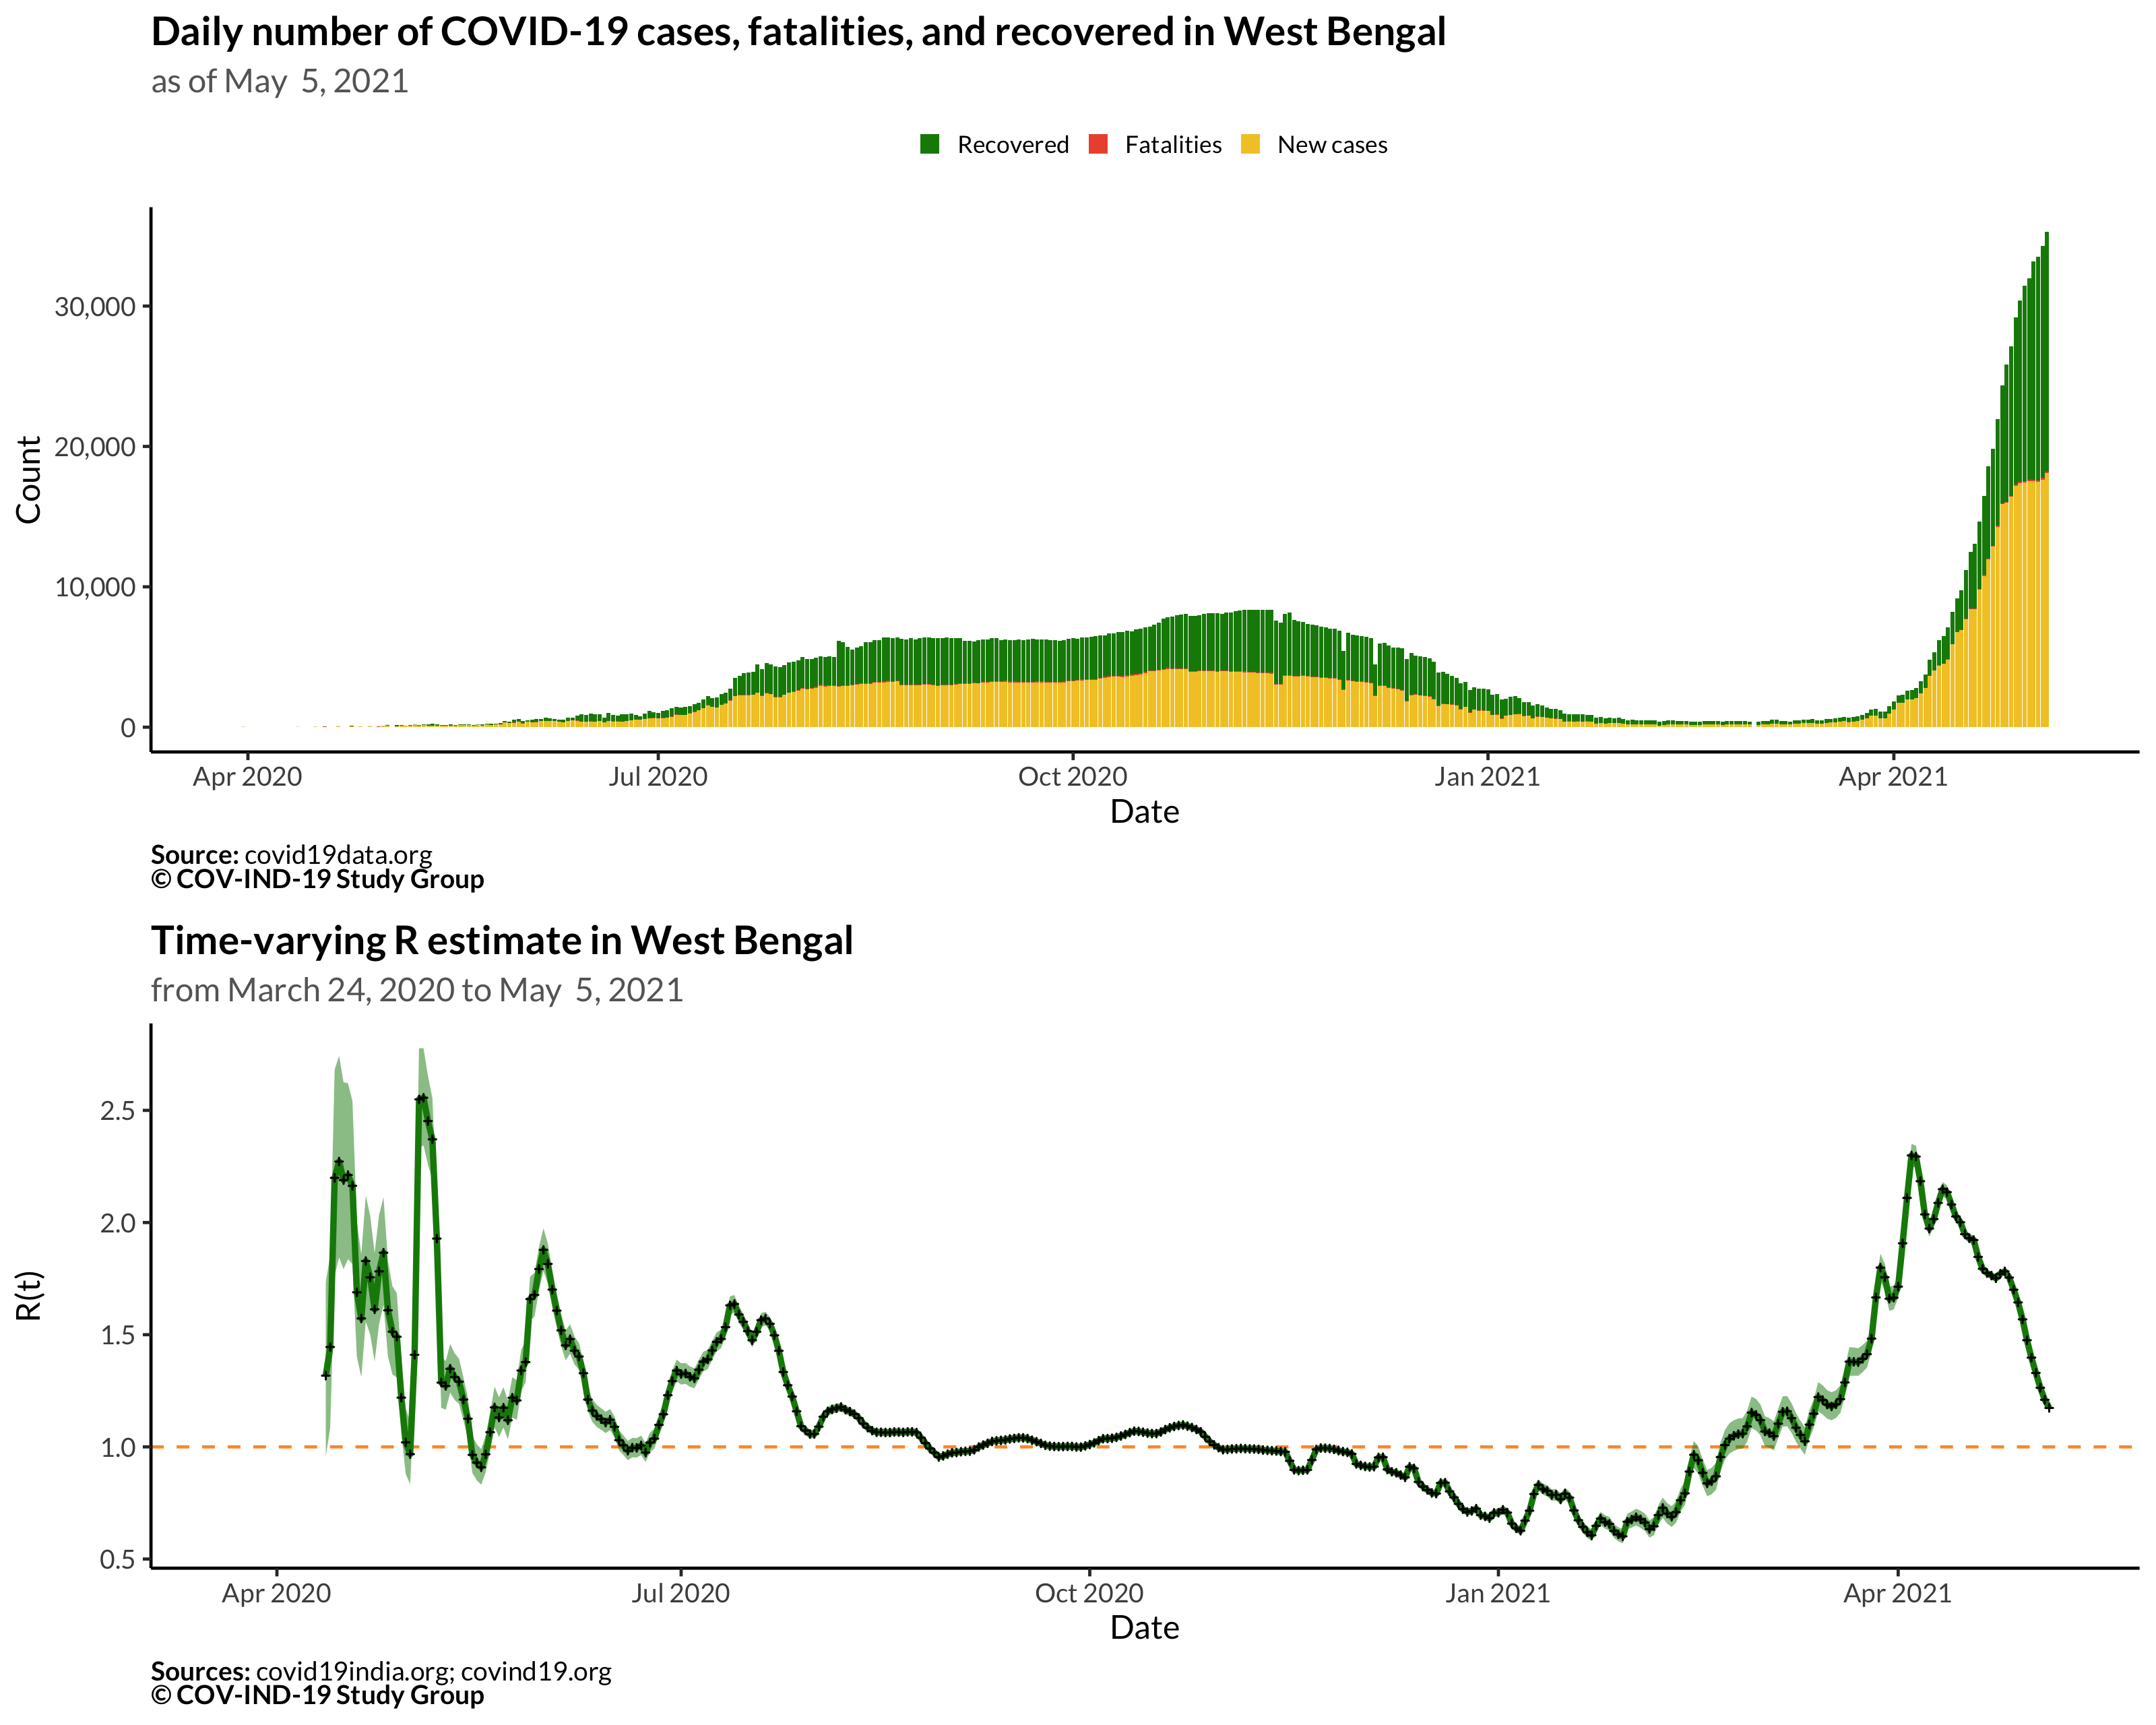 Daily number of COVID-19 cases, fatalities, and recovered in West Bengal
as of May  5, 2021
Recovered Fatalities New cases
Count
30,000
20,000
10,000
0
Apr 2020 Jul 2020 Oct 2020 Jan 2021 Apr 2021
Date
Source: covid19data.org
© COV-IND-19 Study Group
Time-varying R estimate in West Bengal
from March 24, 2020 to May  5, 2021
R(t)
2.5
2.0
1.5
1.0
0.5
Apr 2020 Jul 2020 Oct 2020 Jan 2021 Apr 2021
Date
Sources: covid19india.org; covind19.org
© COV-IND-19 Study Group